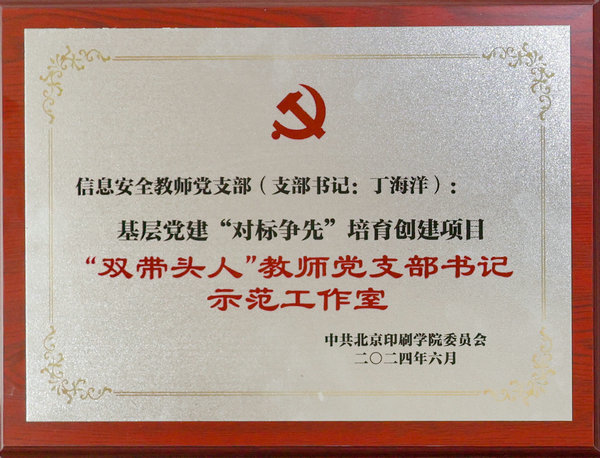 信息安全教师党支部（支部书记：丁海洋）：
基层党建“对标争先”培育创建项目
“双带头人”教师党支部书记
示范工作室
中共北京印刷学院委员会
二〇二四年六月